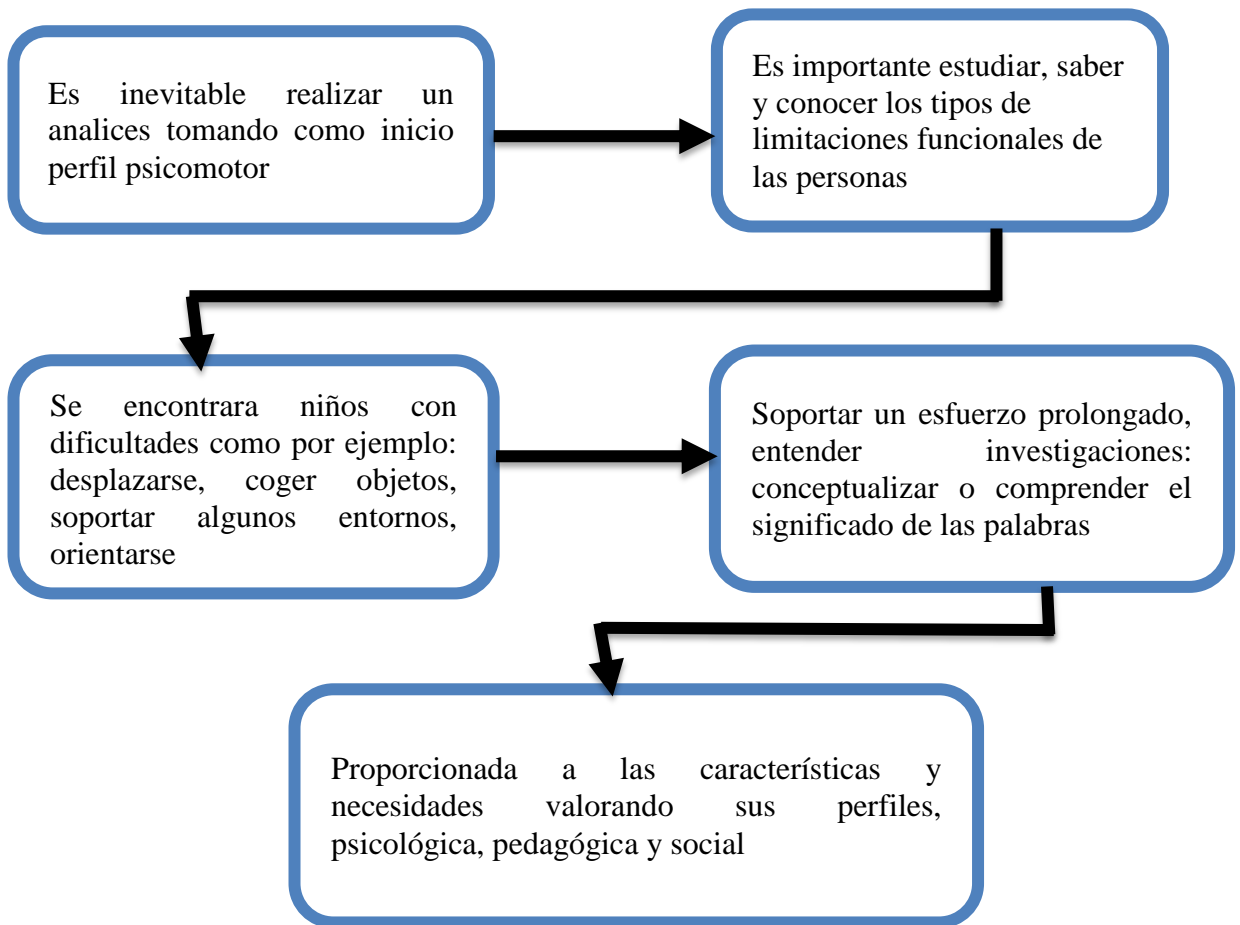 Es inevitable realizar un
analices tomando como inicio
perfil psicomotor
Es importante estudiar, saber
y conocer los tipos de
limitaciones funcionales de
las personas
Se encontrara niños con
dificultades como por ejemplo:
desplazarse, coger objetos,
soportar algunos entornos,
orientarse
Soportar un esfuerzo prolongado,
entender investigaciones:
conceptualizar o comprender el
significado de las palabras
Proporcionada a las características y
necesidades valorando sus perfiles,
psicológica, pedagógica y social